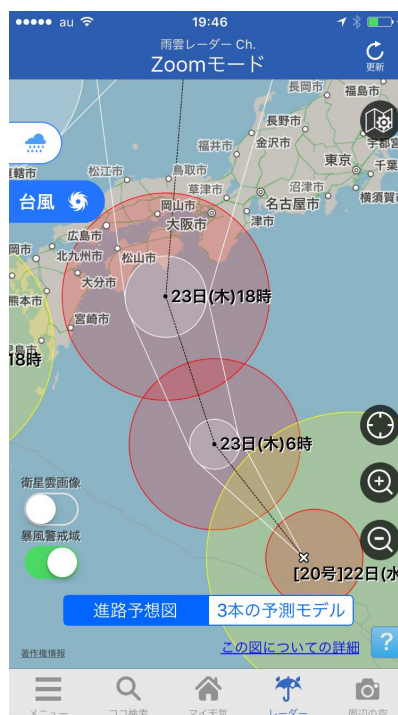 au
19:46
雨雲レーダー Ch.
Zoomモード
更新
長岡市
福島市
長野市
福井市
金沢市
宇都宮
東京
千葉
松江市
鳥取市
草津市
沼津市
横須賀
台風
岡山市
名古屋市
津市
大阪市
広島市
北九州市
松山市
大分市
熊本市
宮崎市
23日(木)18時
18時
23日(木)6時
衛星雲画像
暴風警戒域
[20号]22日(水
進路予想図
3本の予測モデル
著作権情報
この図についての詳細
?
メニュー
ココ検索
マイ天気
レーダー
周辺の空